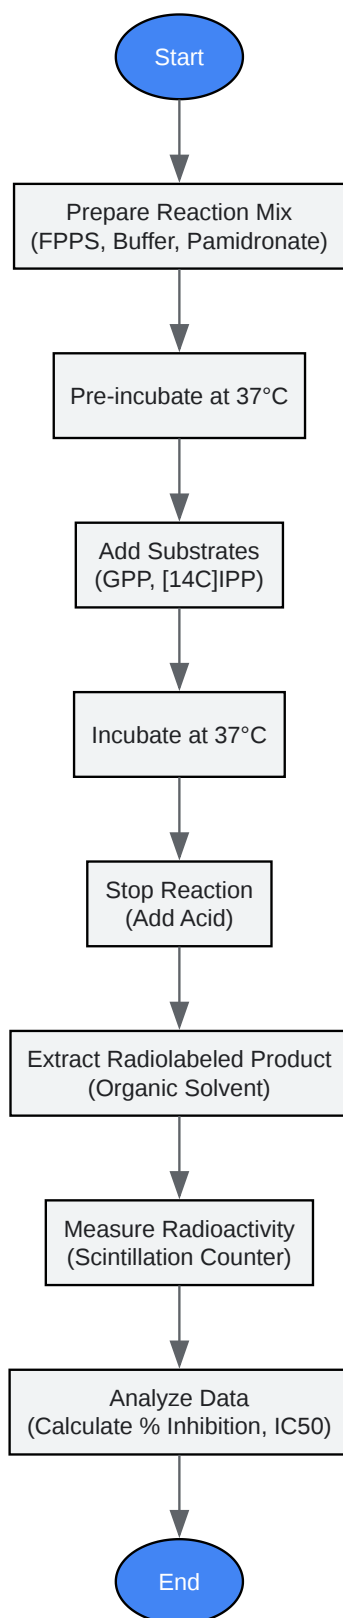 Start
Prepare Reaction Mix
(FPPS, Buffer, Pamidronate)
Pre-incubate at 37°C
Add Substrates
(GPP, [14C]IPP)
Incubate at 37°C
Stop Reaction
(Add Acid)
Extract Radiolabeled Product
(Organic Solvent)
Measure Radioactivity
(Scintillation Counter)
Analyze Data
(Calculate % Inhibition, IC50)
End